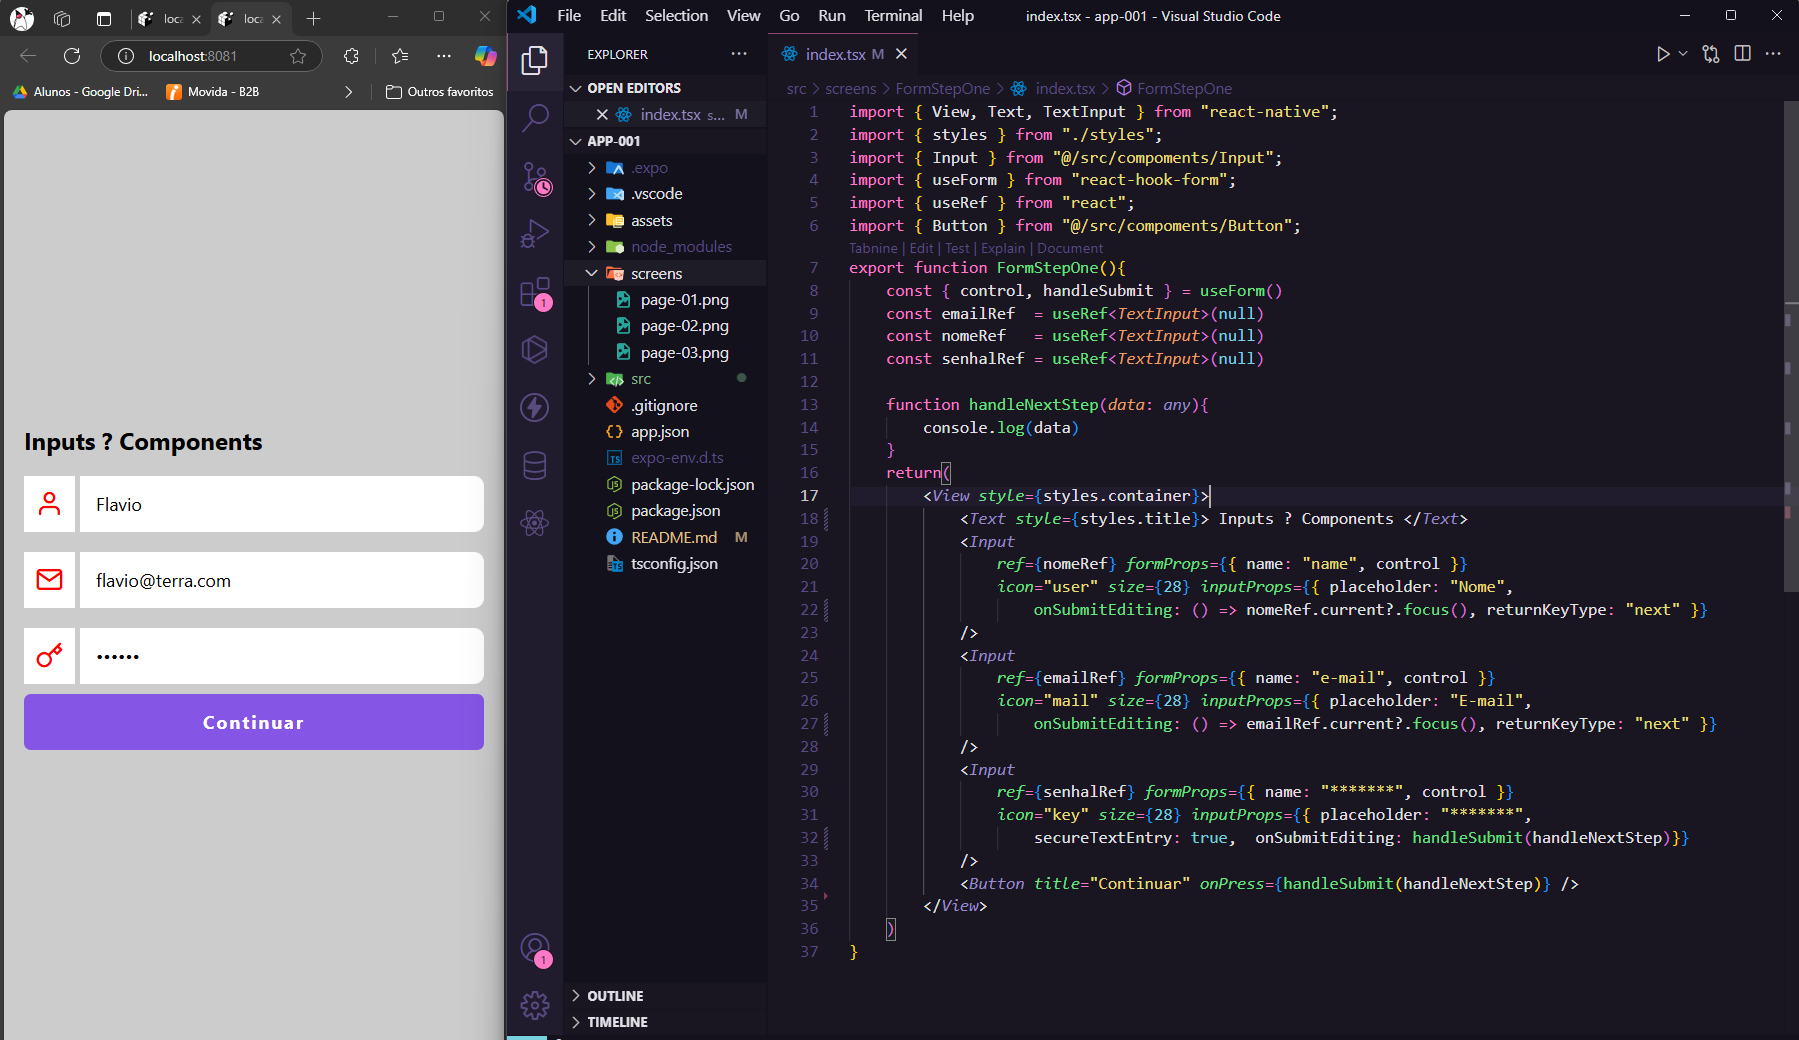 loca
loca
localhost:8081
Alunos - Google Dri...
Movida - B2B
Outros favoritos
Inputs ? Components
Flavio
flavio@terra.com
••••••
Continuar
File Edit Selection View Go Run Terminal Help
index.tsx - app-001 - Visual Studio Code
EXPLORER
OPEN EDITORS
index.tsx s... M
APP-001
.expo
.vscode
assets
node_modules
screens
page-01.png
page-02.png
page-03.png
src
.gitignore
app.json
expo-env.d.ts
package-lock.json
package.json
README.md M
tsconfig.json
OUTLINE
TIMELINE
1
1
index.tsx M
src > screens > FormStepOne > index.tsx > FormStepOne
1 import { View, Text, TextInput } from "react-native";
2 import { styles } from "./styles";
3 import { Input } from "@/src/compoments/Input";
4 import { useForm } from "react-hook-form";
5 import { useRef } from "react";
6 import { Button } from "@/src/compoments/Button";
Tabnine | Edit | Test | Explain | Document
7 export function FormStepOne(){
8 const { control, handleSubmit } = useForm()
9 const emailRef  = useRef<TextInput>(null)
10 const nomeRef   = useRef<TextInput>(null)
11 const senhalRef = useRef<TextInput>(null)
12
13 function handleNextStep(data: any){
14 console.log(data)
15 }
16 return(
17 <View style={styles.container}>
18 <Text style={styles.title}> Inputs ? Components </Text>
19 <Input
20 ref={nomeRef} formProps={{ name: "name", control }}
21 icon="user" size={28} inputProps={{ placeholder: "Nome",
22 onSubmitEditing: () => nomeRef.current?.focus(), returnKeyType: "next" }}
23 />
24 <Input
25 ref={emailRef} formProps={{ name: "e-mail", control }}
26 icon="mail" size={28} inputProps={{ placeholder: "E-mail",
27 onSubmitEditing: () => emailRef.current?.focus(), returnKeyType: "next" }}
28 />
29 <Input
30 ref={senhalRef} formProps={{ name: "*******", control }}
31 icon="key" size={28} inputProps={{ placeholder: "*******",
32 secureTextEntry: true,  onSubmitEditing: handleSubmit(handleNextStep)}}
33 />
34 <Button title="Continuar" onPress={handleSubmit(handleNextStep)} />
35 </View>
36 )
37 }